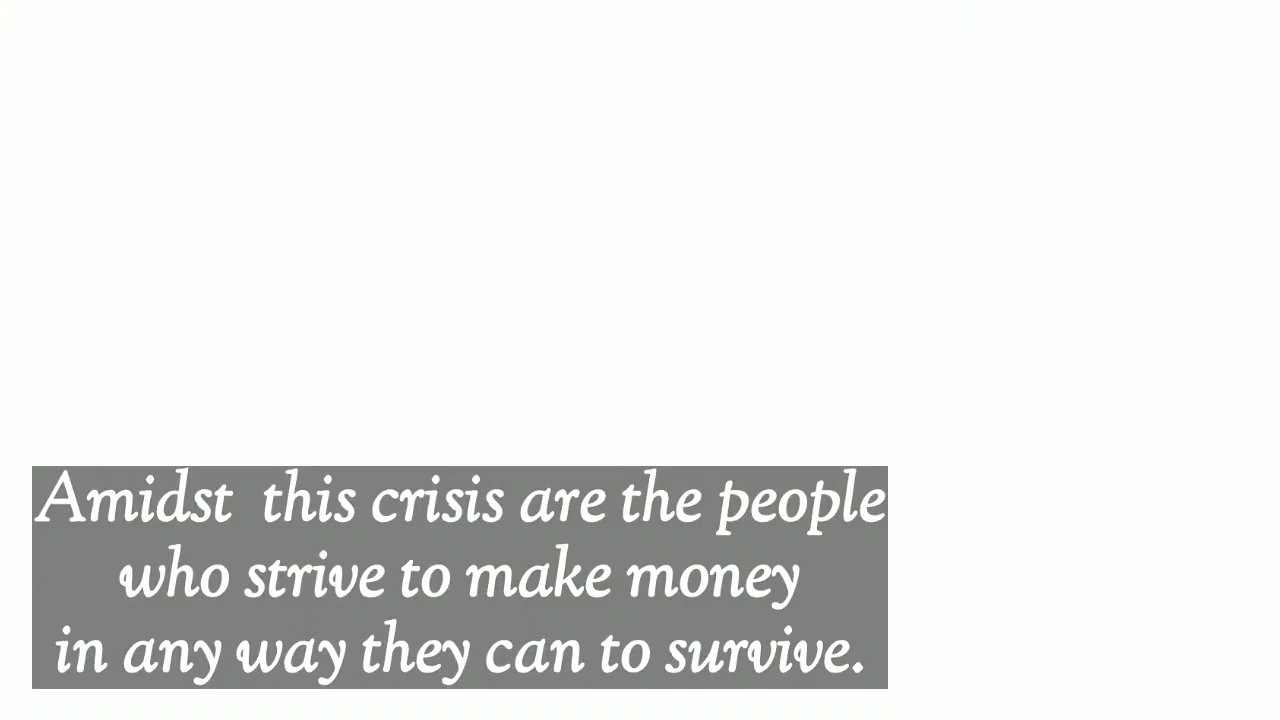 Amidst  this crisis are the people
who strive to make money
in any way they can to survive.